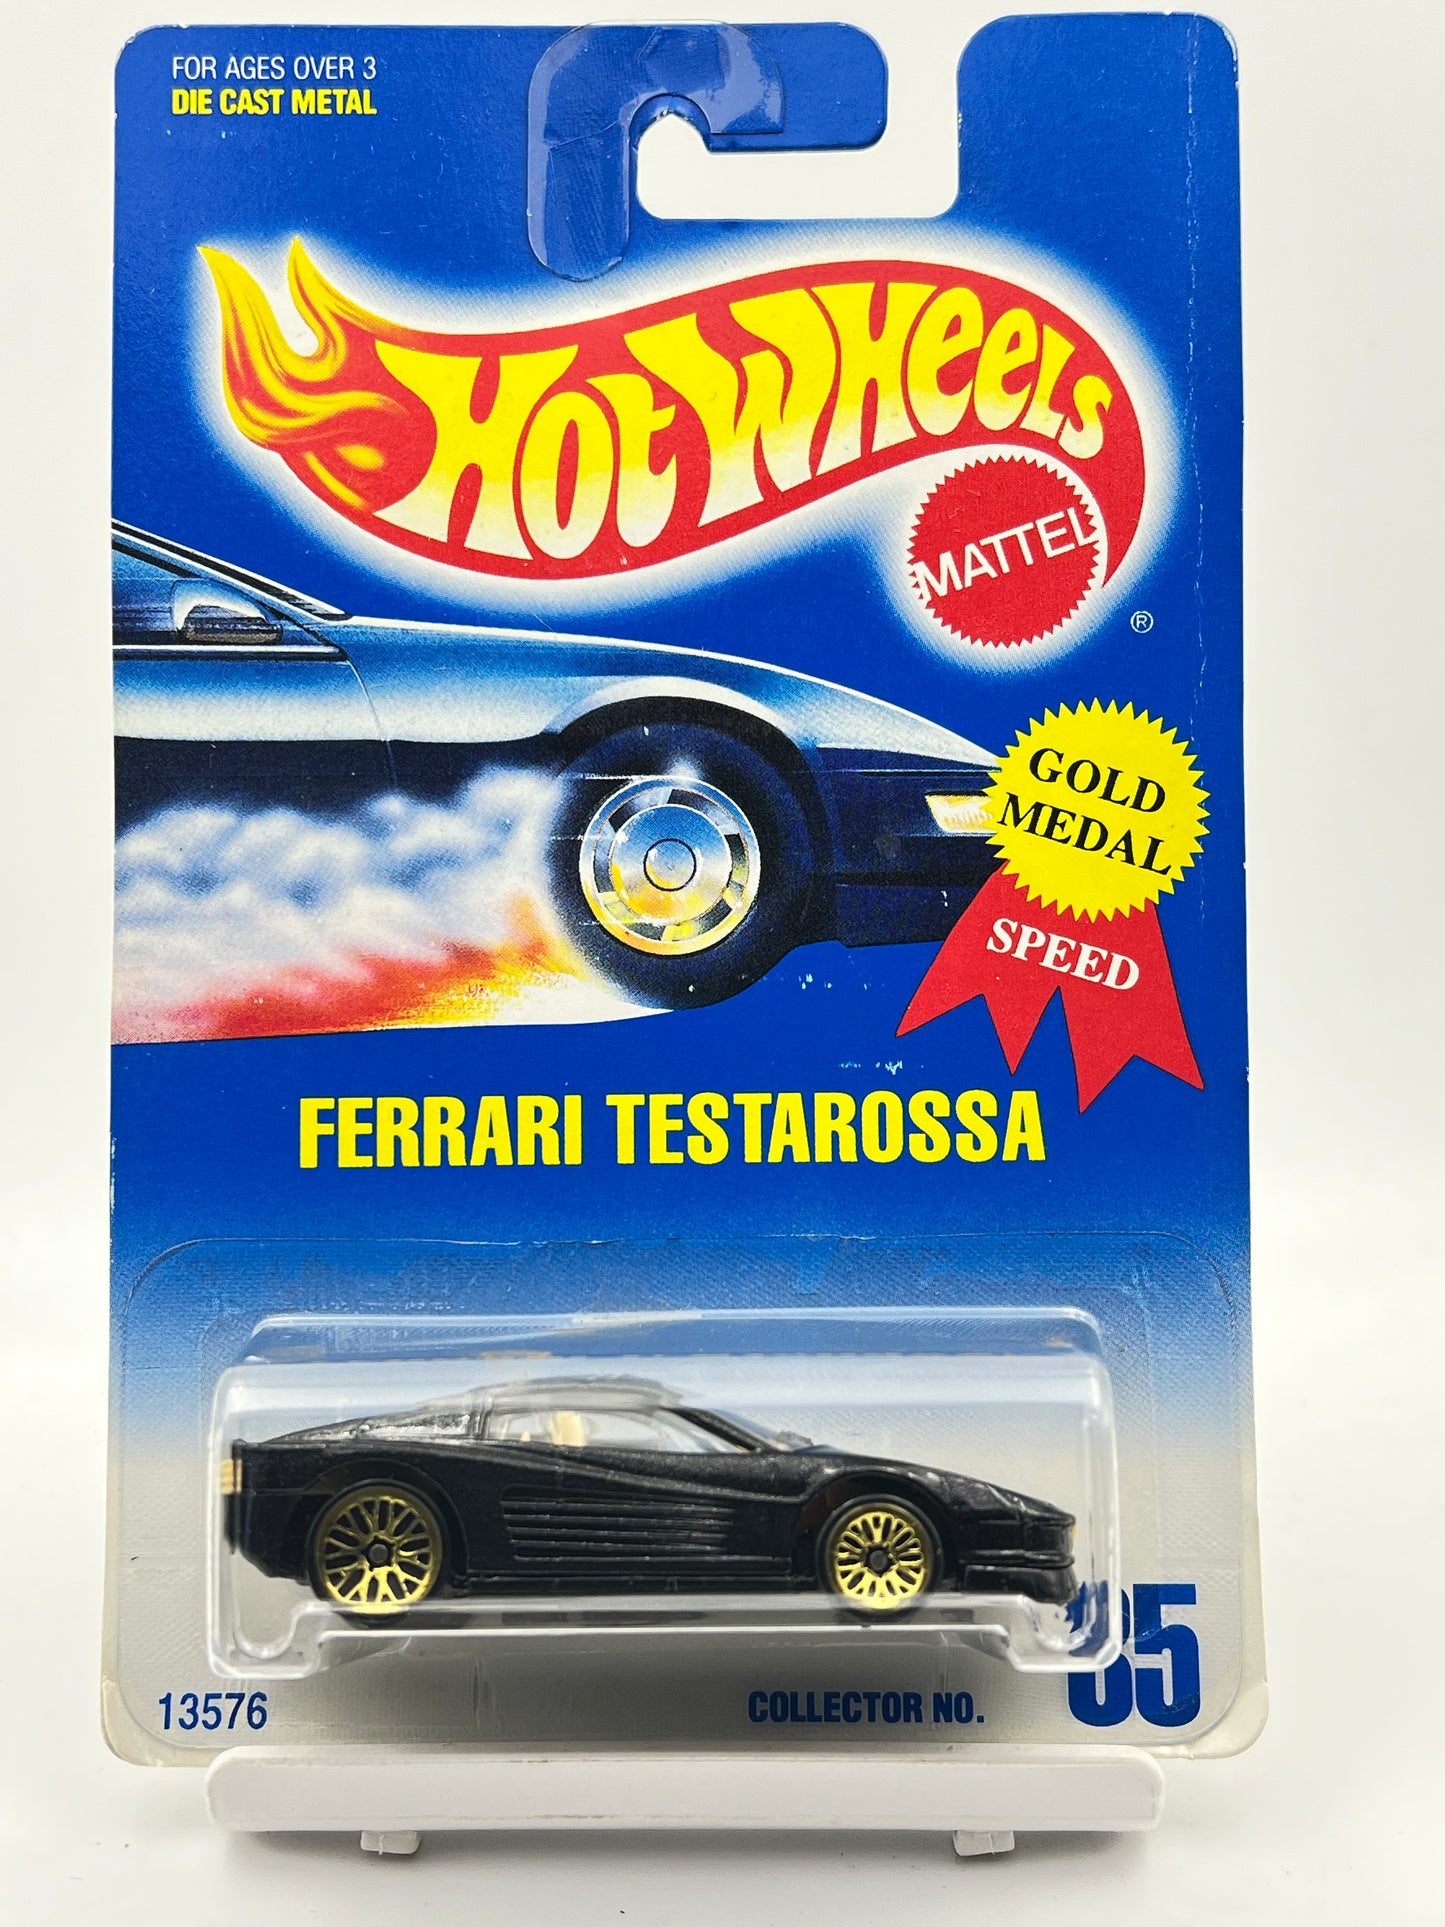 FOR AGES OVER 3
DIE CAST METAL
HOT WHEELS
MATTEL
®
GOLD
MEDAL
SPEED
FERRARI TESTAROSSA
13576
COLLECTOR NO.